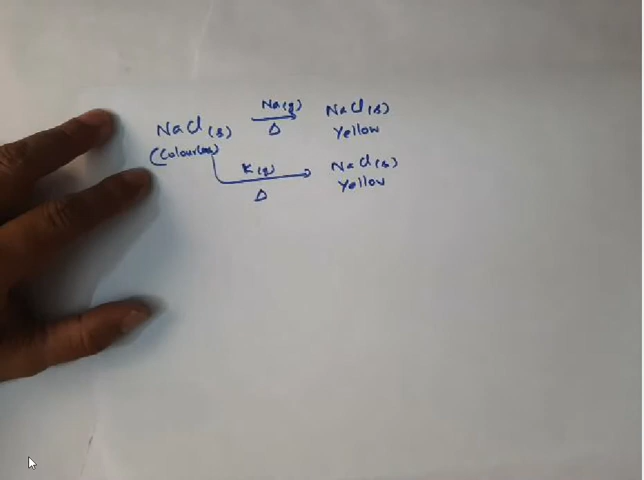 NaCl(s) Na(g) Δ NaCl(s) Yellow
(Colourless) K(g) Δ NaCl(s) Yellow